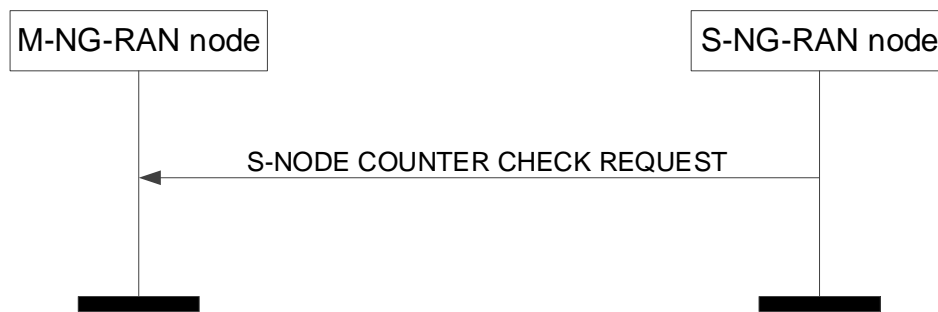 M-NG-RAN node
S-NG-RAN node
S-NODE COUNTER CHECK REQUEST